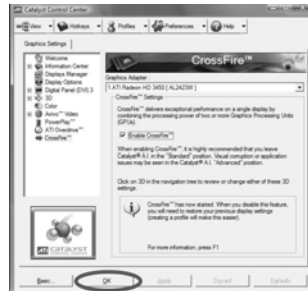 Catalyst Control Center
View
Hotkeys
Profiles
Preferences
Help
Graphics Settings
Welcome
Information Center
Displays Manager
Display Options
Digital Panel (DVI) 3
3D
Color
Avivo™ Video
PowerPlay™
ATI Overdrive™
CrossFire™
ATI CATALYST
CrossFire™
Graphics Adapter:
1.ATI Radeon HD 3450 [ AL2423W ]
CrossFire™ Settings
CrossFire™ delivers exceptional performance on a single display by
combining the processing power of two or more Graphics Processing Units
(GPUs).
Enable CrossFire™
When enabling CrossFire™, it is highly recommended that you leave
Catalyst® A.I. in the "Standard" position. Visual corruption or application
issues may be seen in the Catalyst® A.I. "Advanced" position.
Click on 3D in the navigation tree to review or change either of these 3D
settings.
CrossFire™ has now started. When you disable this feature,
you will need to restore your previous display settings
(creating a profile will make this easier).
For more information, press F1
Basic...
OK
Apply
Discard
Defaults